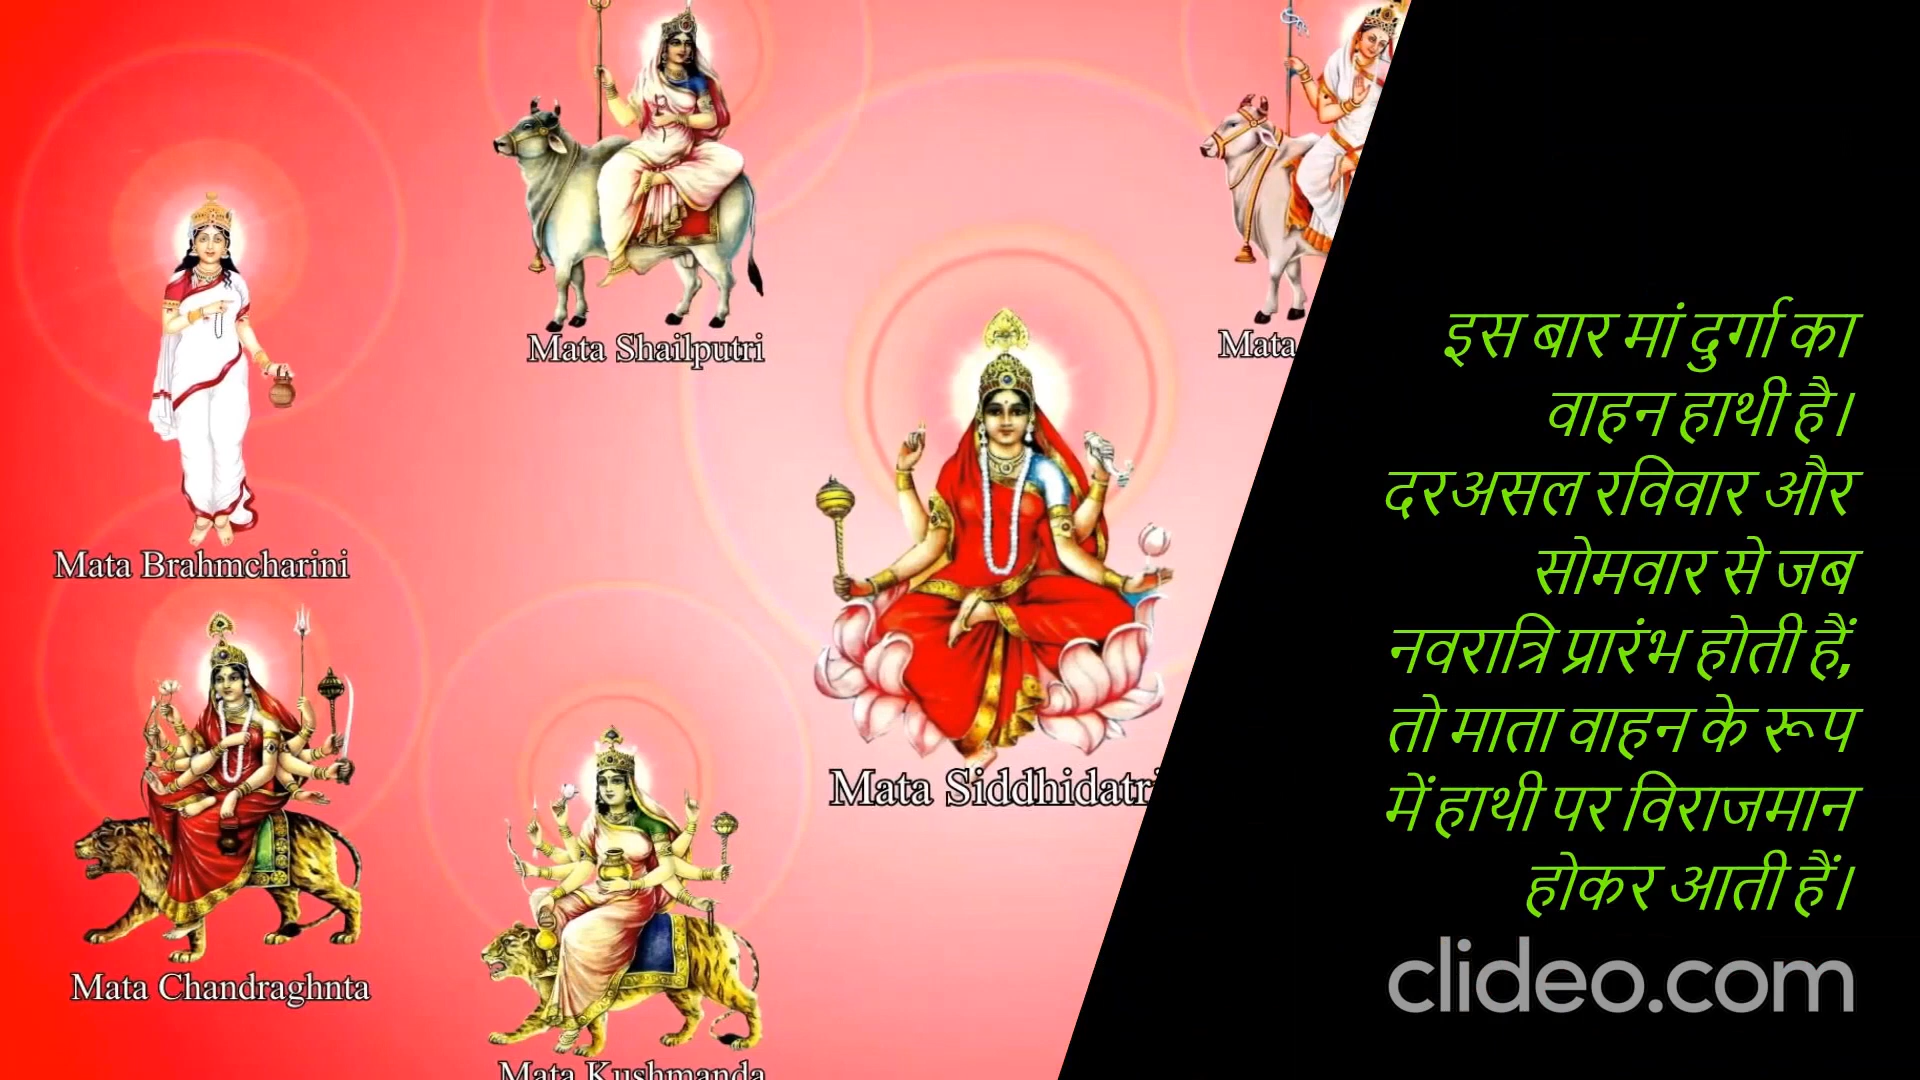 Mata Shailputri
Mata
Mata Brahmcharini
Mata Siddhidatri
Mata Chandraghnta
Mata Kushmanda
इस बार मां दुर्गा का
वाहन हाथी है।
दरअसल रविवार और
सोमवार से जब
नवरात्रि प्रारंभ होती हैं,
तो माता वाहन के रूप
में हाथी पर विराजमान
होकर आती हैं।
clideo.com